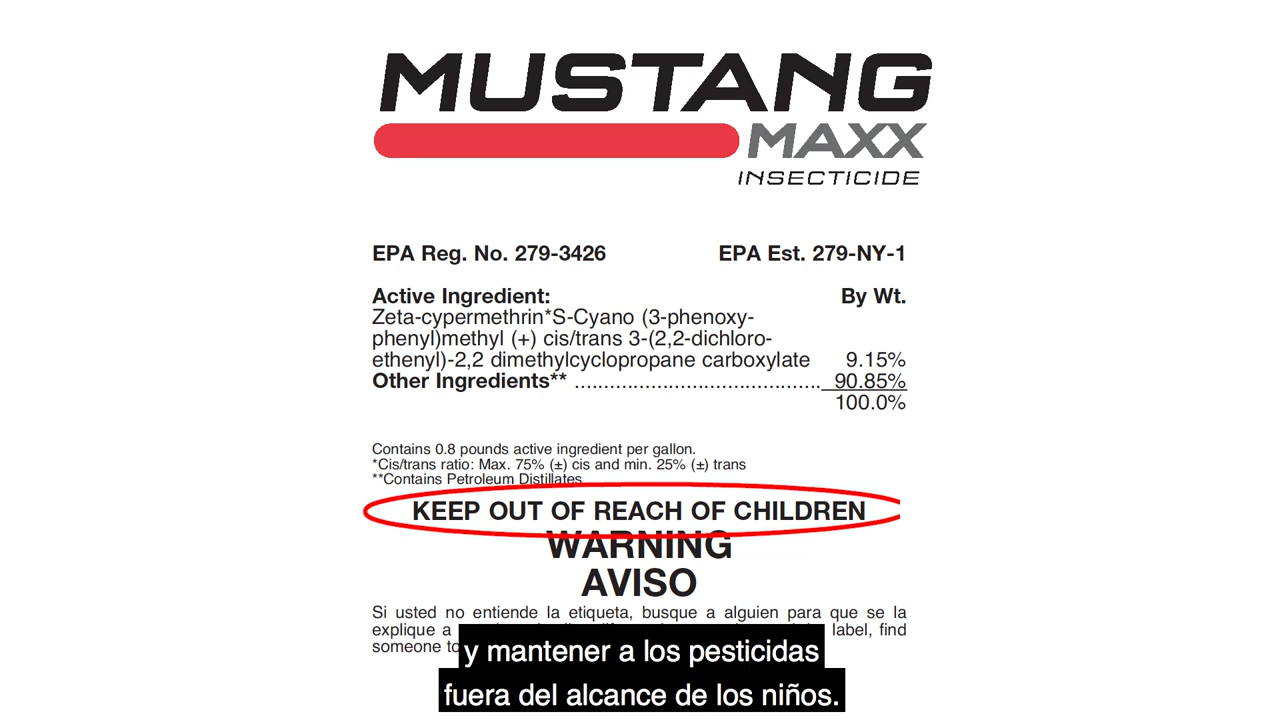 MUSTANG
MAXX
INSECTICIDE
EPA Reg. No. 279-3426 EPA Est. 279-NY-1
Active Ingredient: By Wt.
Zeta-cypermethrin*S-Cyano (3-phenoxy-
phenyl)methyl (+) cis/trans 3-(2,2-dichloro-
ethenyl)-2,2 dimethylcyclopropane carboxylate 9.15%
Other Ingredients** .......................................... 90.85%
100.0%
Contains 0.8 pounds active ingredient per gallon.
*Cis/trans ratio: Max. 75% (±) cis and min. 25% (±) trans
**Contains Petroleum Distillates
KEEP OUT OF REACH OF CHILDREN
WARNING
AVISO
Si usted no entiende la etiqueta, busque a alguien para que se la
explique a label, find
someone to
y mantener a los pesticidas
fuera del alcance de los niños.